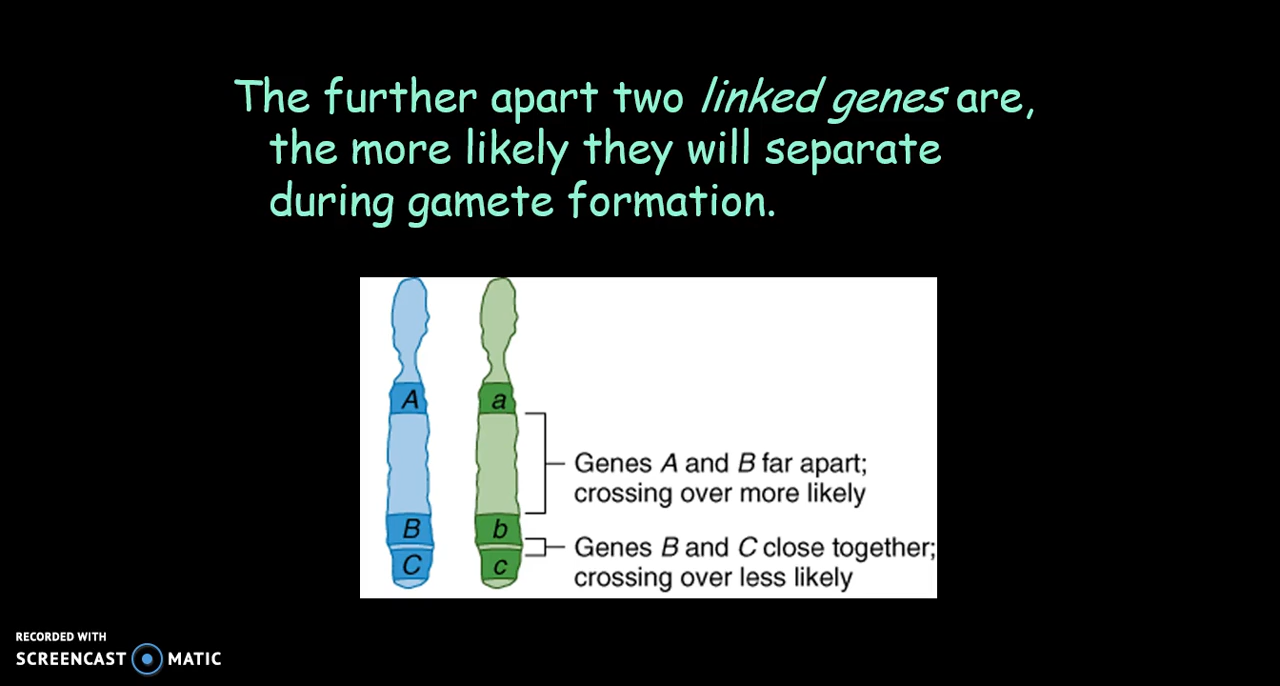 The further apart two linked genes are,
the more likely they will separate
during gamete formation.
A a
Genes A and B far apart;
crossing over more likely
B b
Genes B and C close together;
C c
crossing over less likely
RECORDED WITH
SCREENCAST MATIC